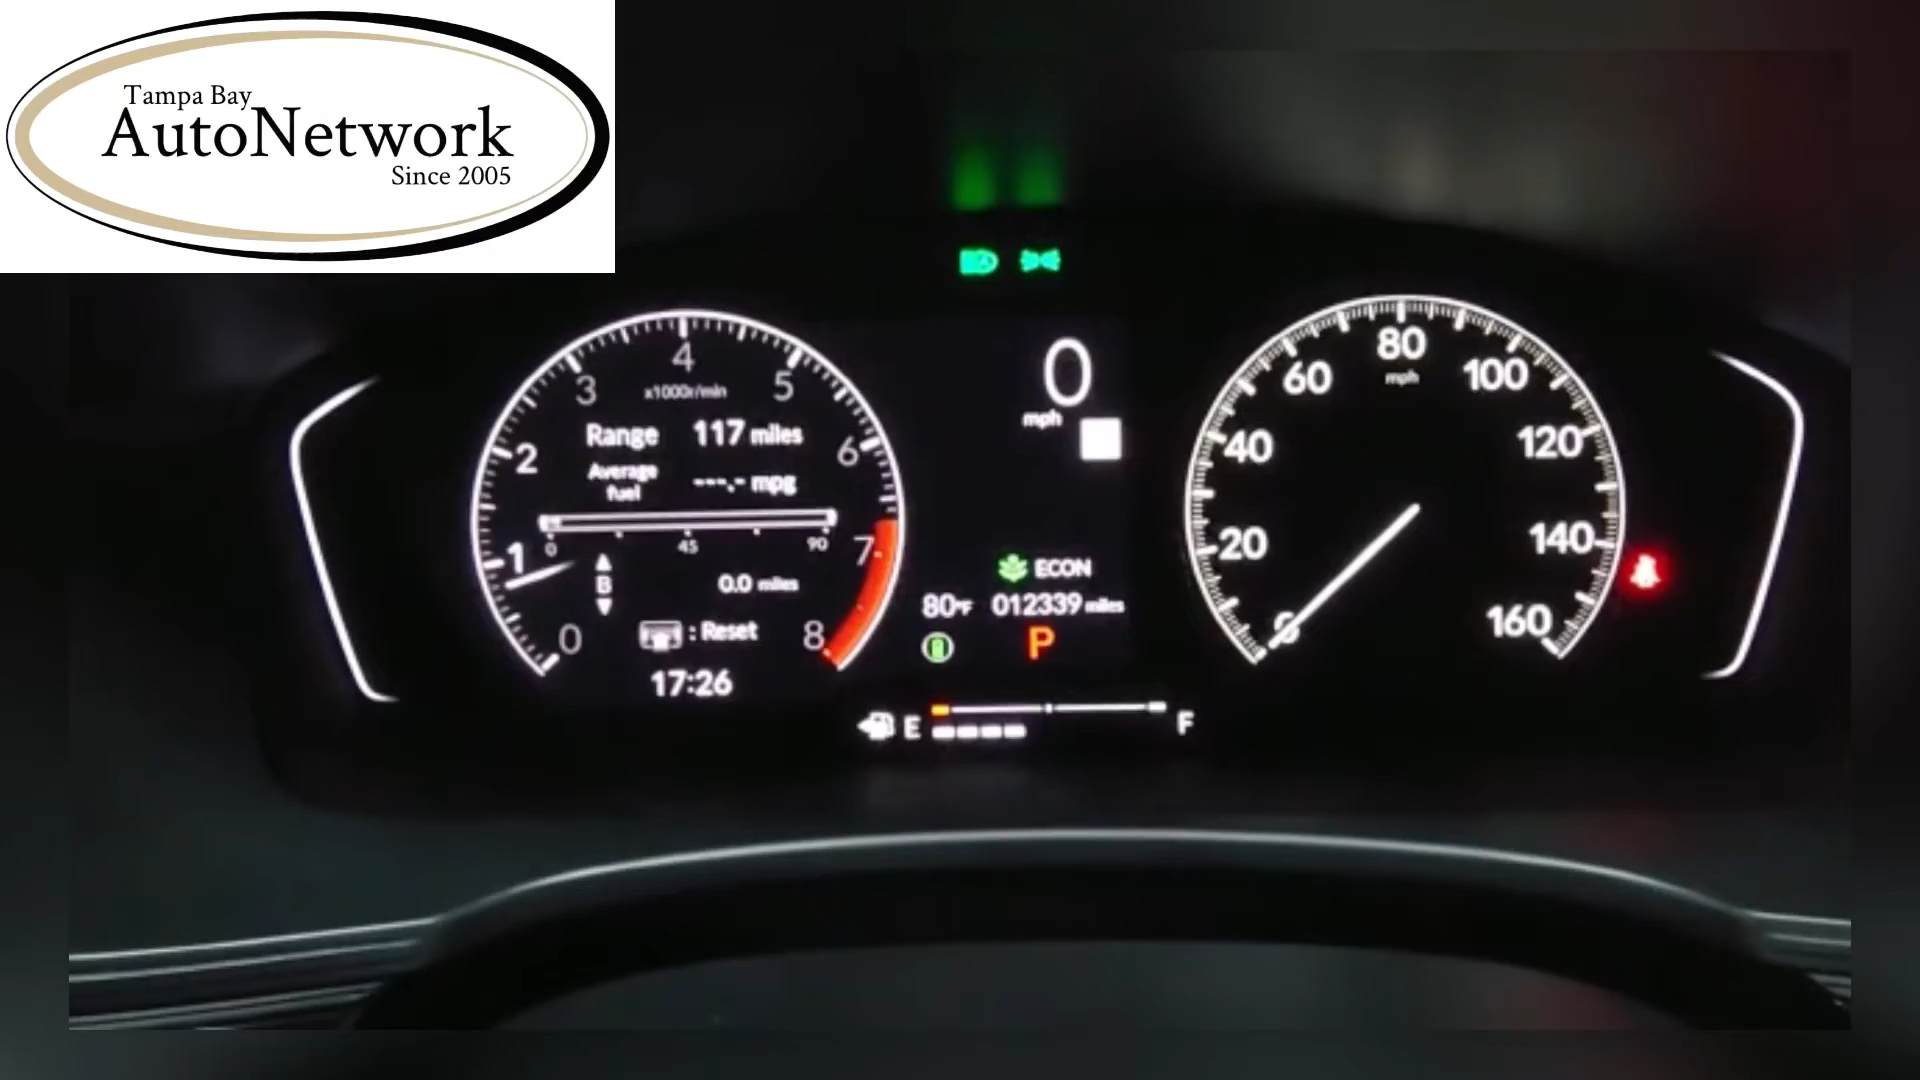 Tampa Bay
AutoNetwork
Since 2005
0
mph
4
3
5
x1000r/min
Range 117 miles
2
6
Average
fuel
---.- mpg
0 45 90
1
7
B
0.0 miles
0
: Reset
8
17:26
ECON
80°F 012339 miles
P
E F
80
mph
60
100
40
120
20
140
0
160